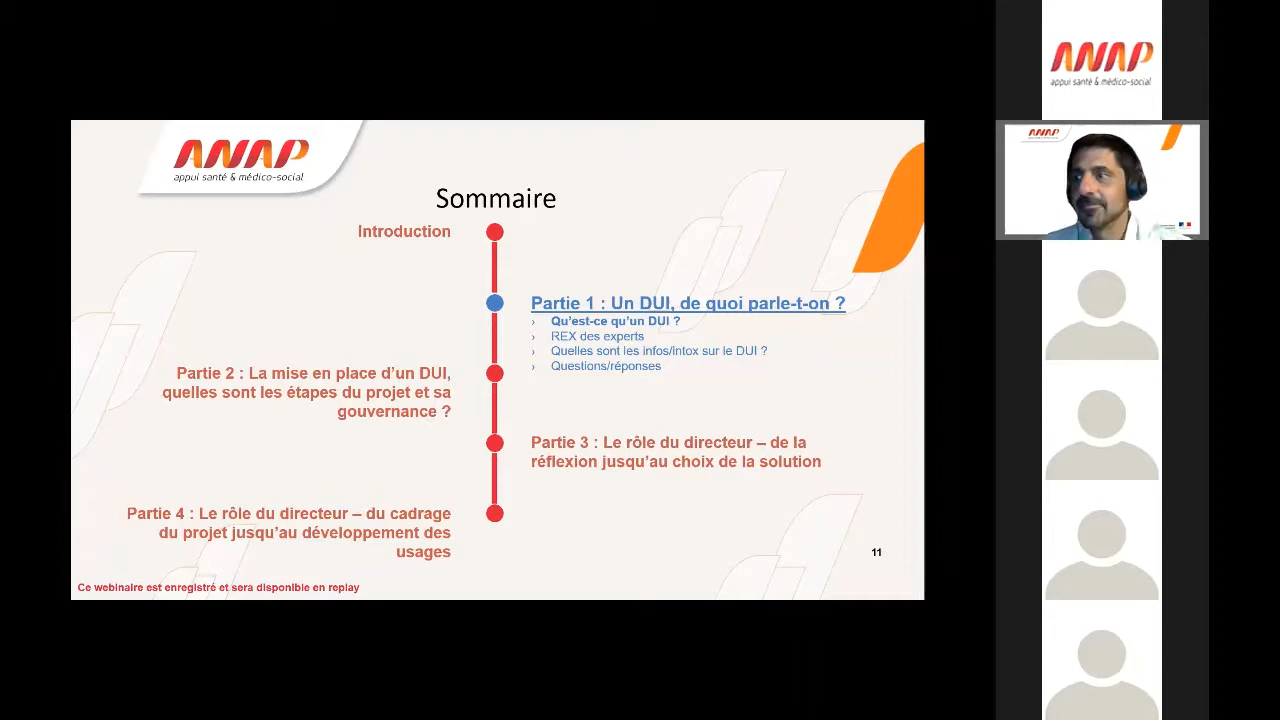 ANAP
appui santé & médico-social
Sommaire
Introduction
Partie 1 : Un DUI, de quoi parle-t-on ?
› Qu'est-ce qu'un DUI ?
› REX des experts
› Quelles sont les infos/intox sur le DUI ?
› Questions/réponses
Partie 2 : La mise en place d'un DUI,
quelles sont les étapes du projet et sa
gouvernance ?
Partie 3 : Le rôle du directeur – de la
réflexion jusqu'au choix de la solution
Partie 4 : Le rôle du directeur – du cadrage
du projet jusqu'au développement des
usages
11
Ce webinaire est enregistré et sera disponible en replay
ANAP
appui santé & médico-social
ANAP